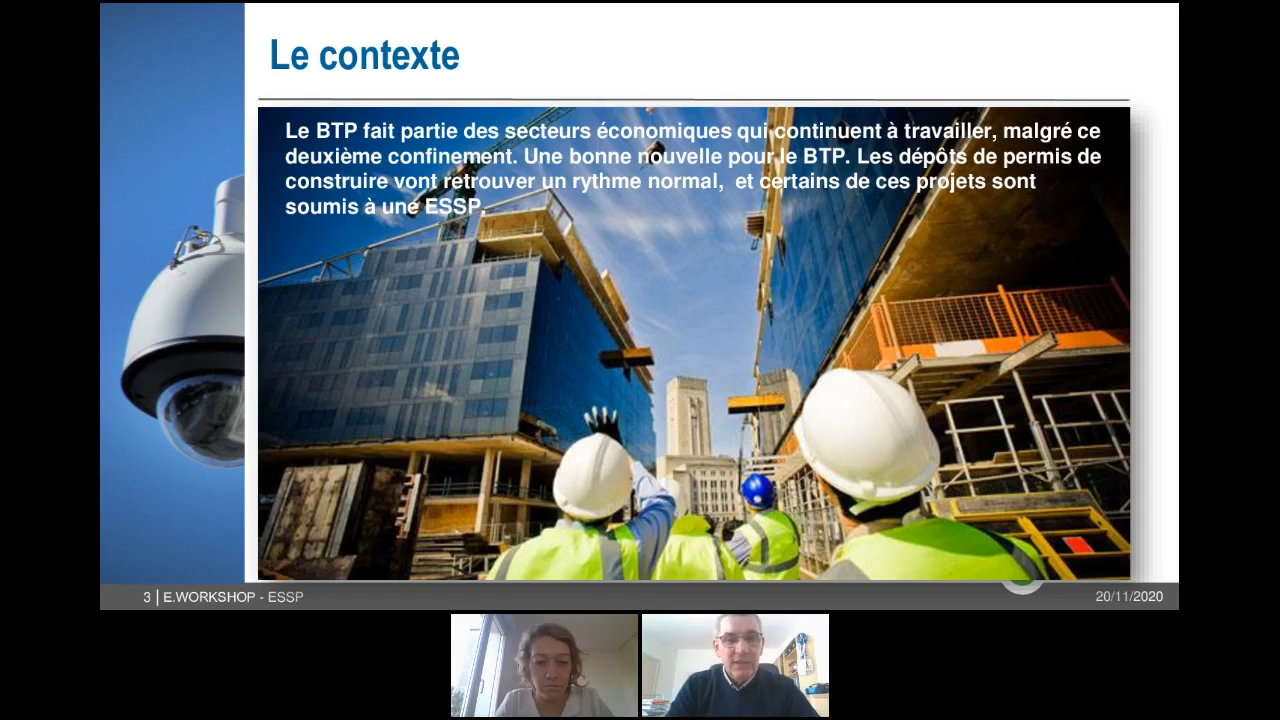 Le contexte
Le BTP fait partie des secteurs économiques qui continuent à travailler, malgré ce
deuxième confinement. Une bonne nouvelle pour le BTP. Les dépôts de permis de
construire vont retrouver un rythme normal,  et certains de ces projets sont
soumis à une ESSP.
3 | E.WORKSHOP - ESSP
20/11/2020